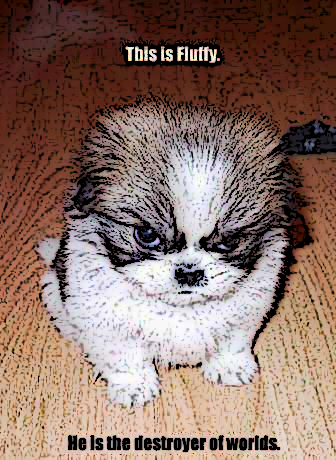 This is Fluffy.
He is the destroyer of worlds.